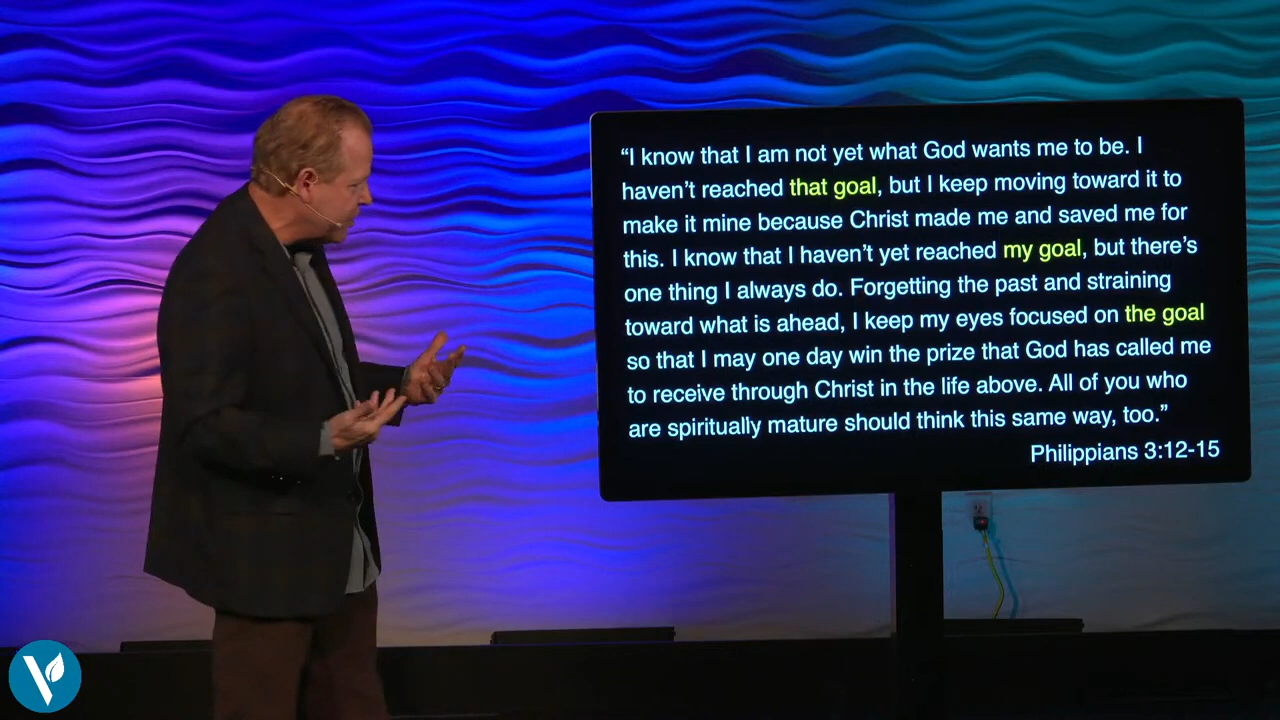 “I know that I am not yet what God wants me to be. I
haven’t reached that goal, but I keep moving toward it to
make it mine because Christ made me and saved me for
this. I know that I haven’t yet reached my goal, but there’s
one thing I always do. Forgetting the past and straining
toward what is ahead, I keep my eyes focused on the goal
so that I may one day win the prize that God has called me
to receive through Christ in the life above. All of you who
are spiritually mature should think this same way, too.”
Philippians 3:12-15